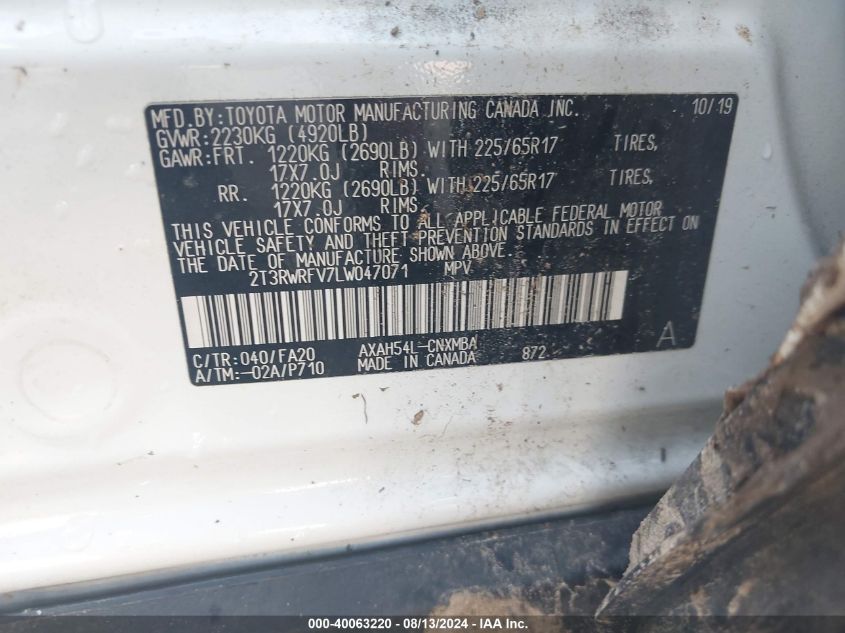 MFD.BY:TOYOTA MOTOR MANUFACTURING CANADA INC. 10/19
GVWR:2230KG (4920LB)
GAWR:FRT. 1220KG (2690LB) WITH 225/65R17 TIRES,
17X7.0J RIMS.
RR. 1220KG (2690LB) WITH 225/65R17 TIRES,
17X7.0J RIMS.
THIS VEHICLE CONFORMS TO ALL APPLICABLE FEDERAL MOTOR
VEHICLE SAFETY AND THEFT PREVENTION STANDARDS IN EFFECT ON
THE DATE OF MANUFACTURE SHOWN ABOVE.
2T3RWRFV7LW047071 MPV
C/TR:040/FA20 AXAH54L-CNXMBA 872 A
A/TM:-02A/P710 MADE IN CANADA
000-40063220 - 08/13/2024 - IAA Inc.